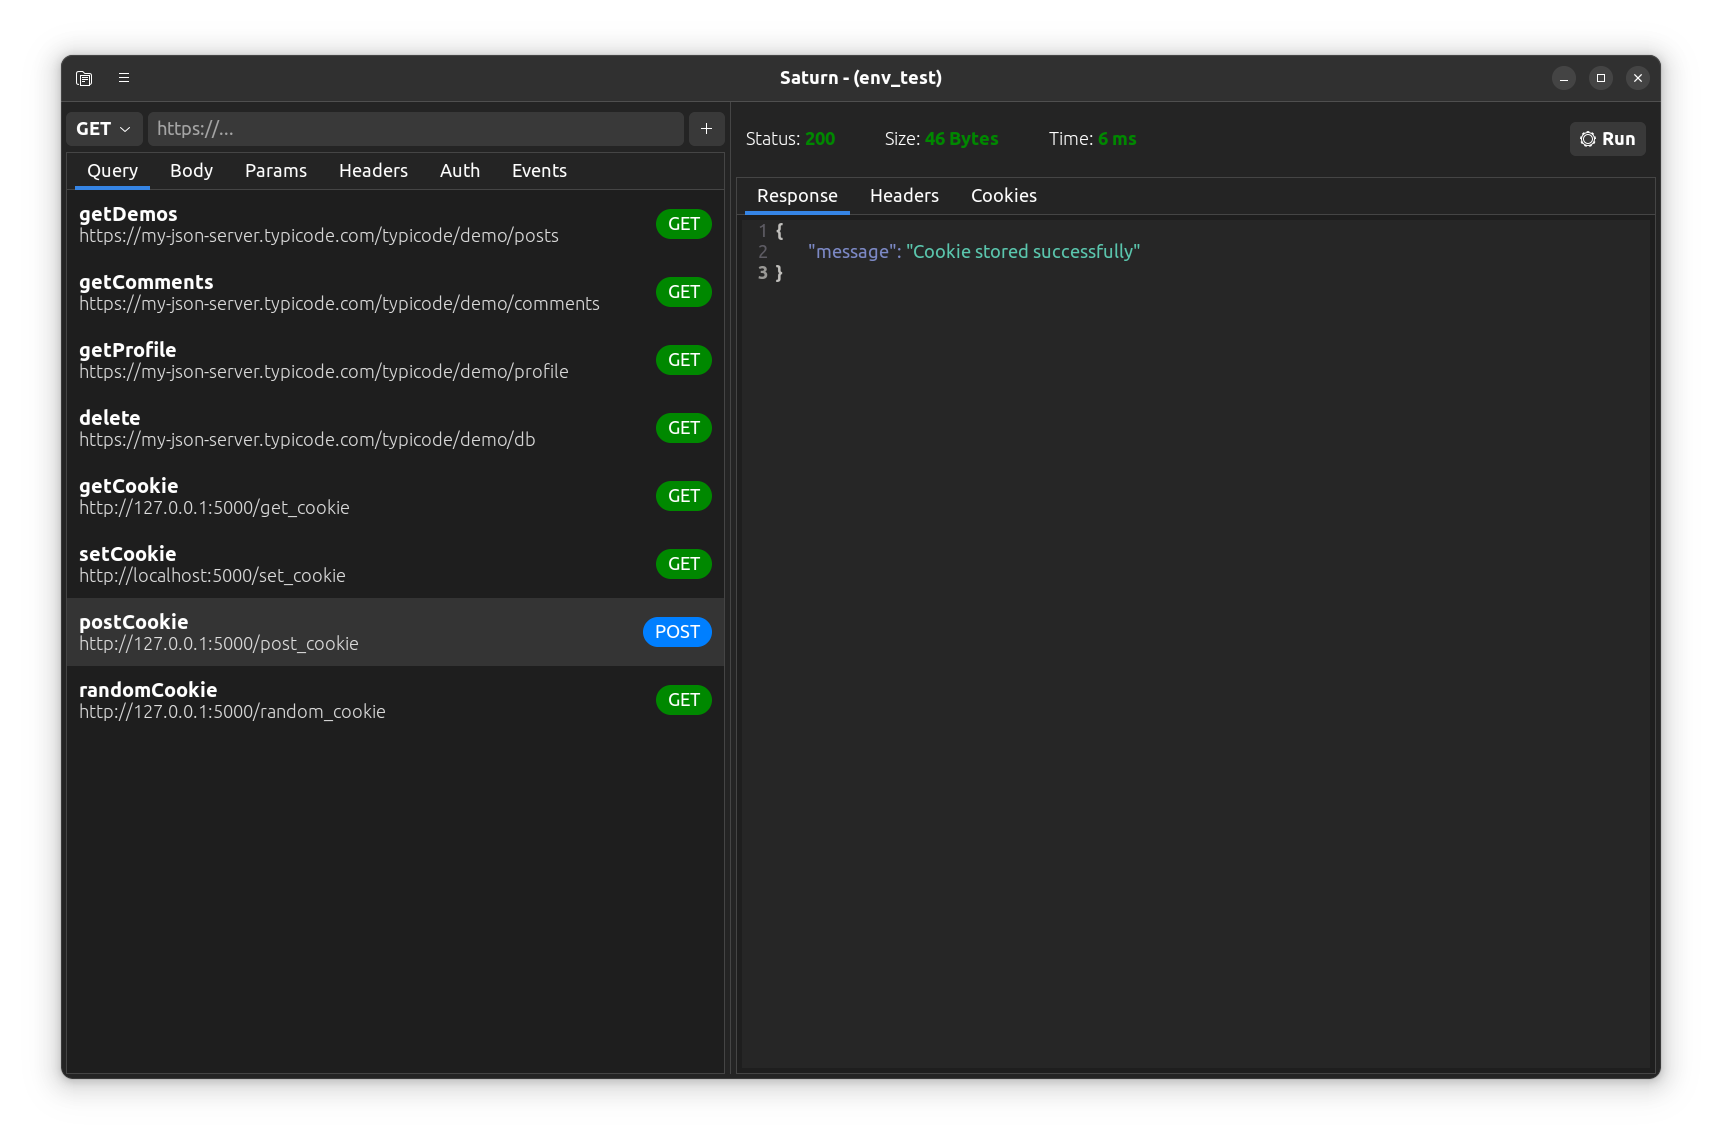 Saturn - (env_test)
GET
https://...
+
Query Body Params Headers Auth Events
getDemos
https://my-json-server.typicode.com/typicode/demo/posts
GET
getComments
https://my-json-server.typicode.com/typicode/demo/comments
GET
getProfile
https://my-json-server.typicode.com/typicode/demo/profile
GET
delete
https://my-json-server.typicode.com/typicode/demo/db
GET
getCookie
http://127.0.0.1:5000/get_cookie
GET
setCookie
http://localhost:5000/set_cookie
GET
postCookie
http://127.0.0.1:5000/post_cookie
POST
randomCookie
http://127.0.0.1:5000/random_cookie
GET
Status: 200 Size: 46 Bytes Time: 6 ms
Run
Response Headers Cookies
1 {
2 "message": "Cookie stored successfully"
3 }